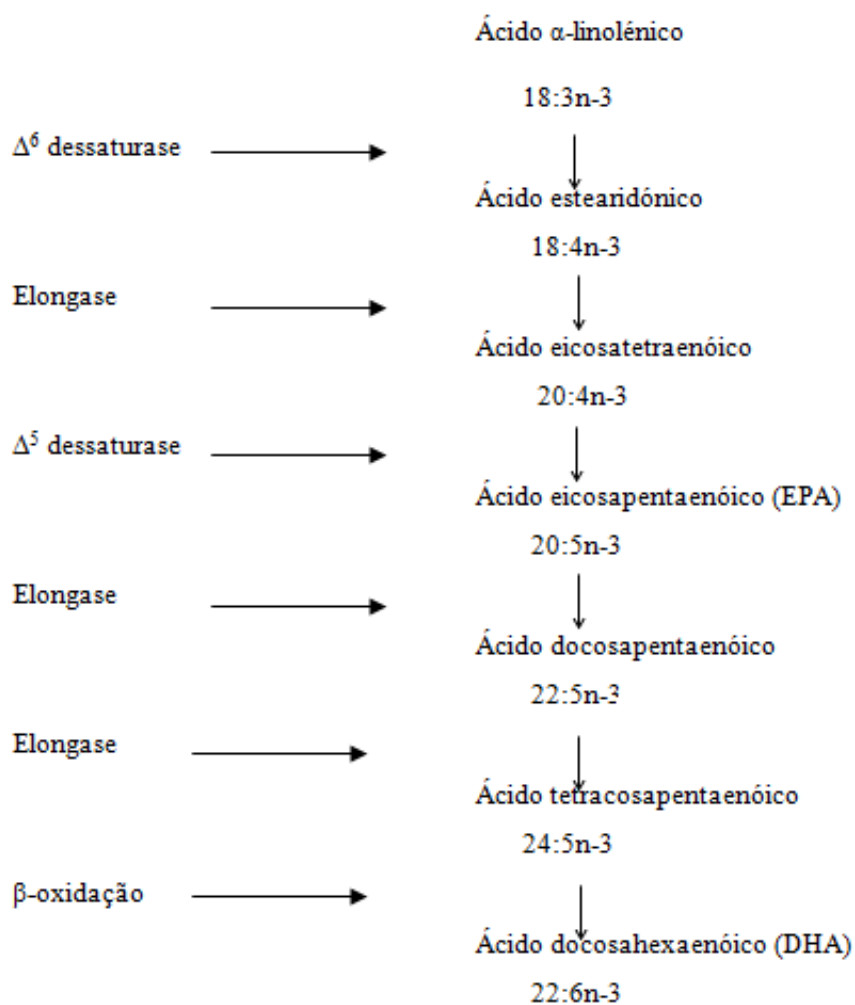 Ácido α-linolénico
18:3n-3
Δ⁶ dessaturase
Ácido estearidónico
18:4n-3
Elongase
Ácido eicosatetraenóico
20:4n-3
Δ⁵ dessaturase
Ácido eicosapentaenóico (EPA)
20:5n-3
Elongase
Ácido docosapentaenóico
22:5n-3
Elongase
Ácido tetracosapentaenóico
24:5n-3
β-oxidação
Ácido docosahexaenóico (DHA)
22:6n-3